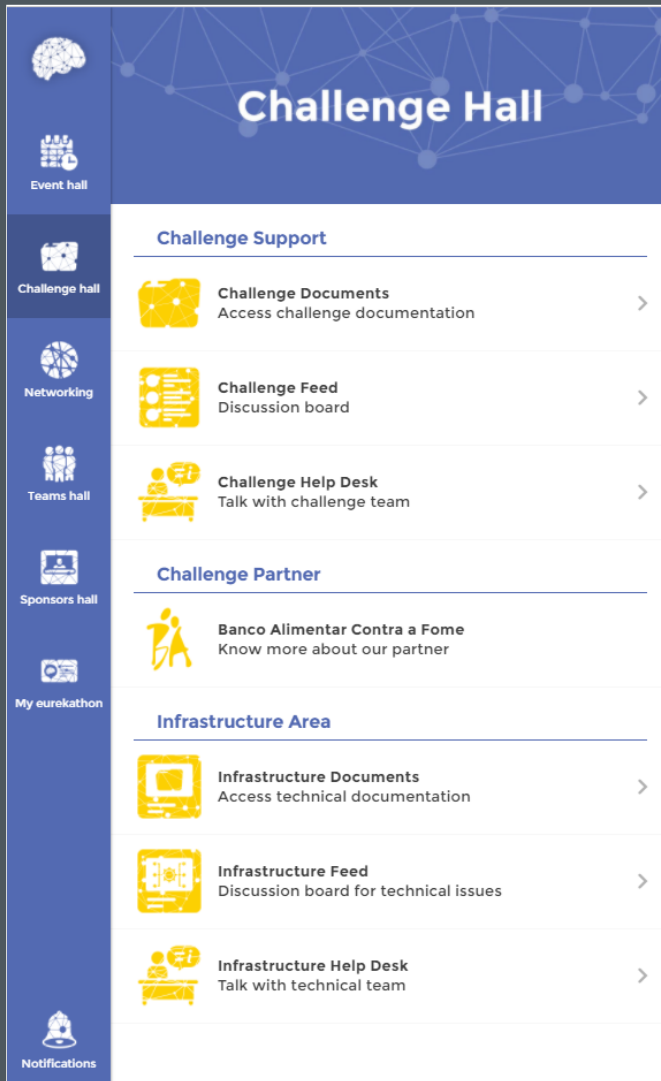 Challenge Hall
Event hall
Challenge hall
Networking
Teams hall
Sponsors hall
My eurekathon
Notifications
Challenge Support
Challenge Documents
Access challenge documentation
Challenge Feed
Discussion board
Challenge Help Desk
Talk with challenge team
Challenge Partner
BA
Banco Alimentar Contra a Fome
Know more about our partner
Infrastructure Area
Infrastructure Documents
Access technical documentation
Infrastructure Feed
Discussion board for technical issues
Infrastructure Help Desk
Talk with technical team